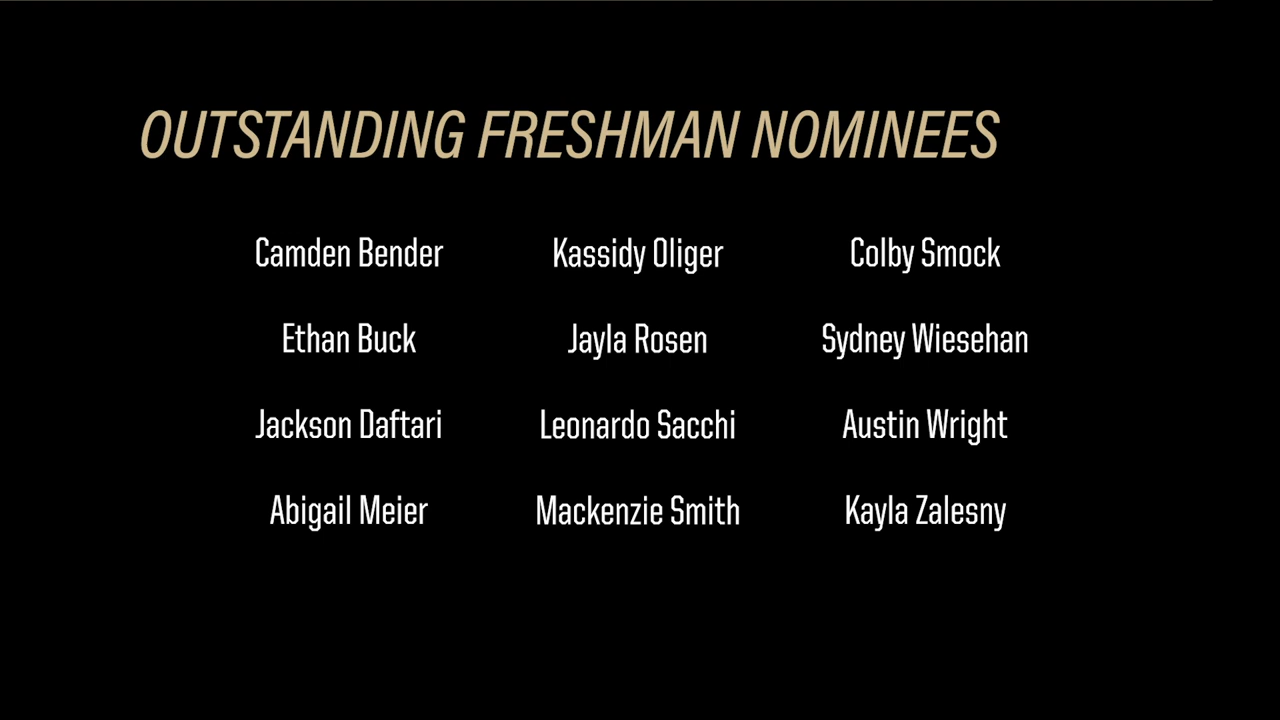 OUTSTANDING FRESHMAN NOMINEES
Camden Bender
Kassidy Oliger
Colby Smock
Ethan Buck
Jayla Rosen
Sydney Wiesehan
Jackson Daftari
Leonardo Sacchi
Austin Wright
Abigail Meier
Mackenzie Smith
Kayla Zalesny